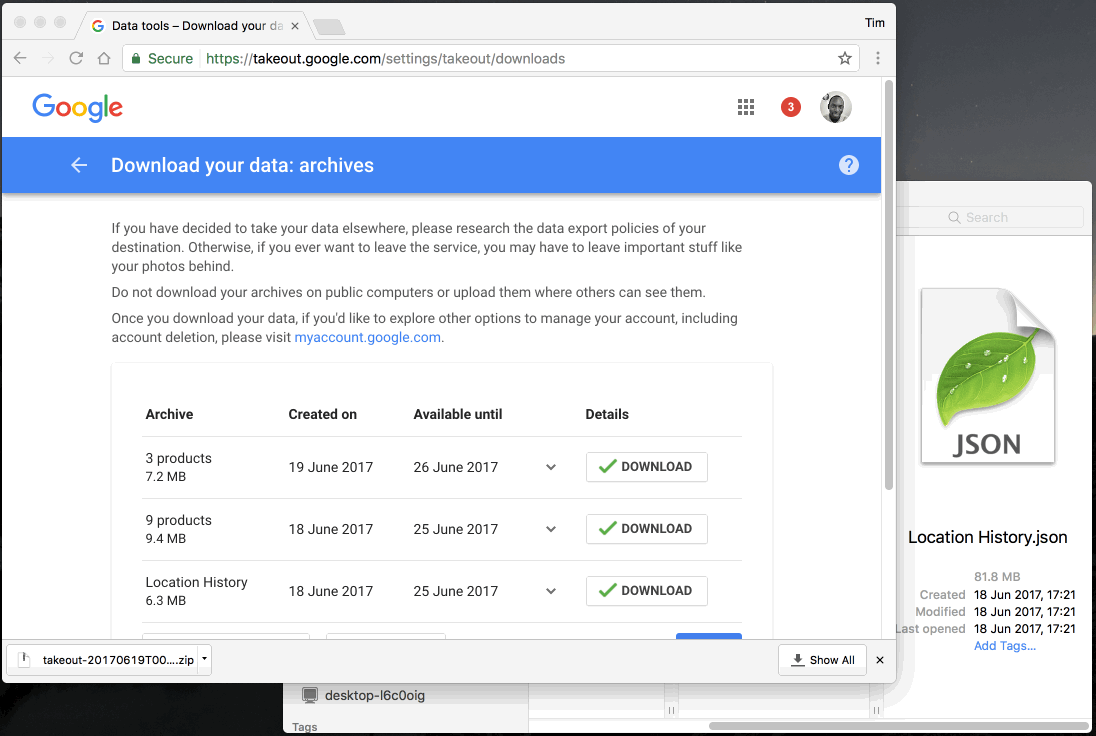 Data tools – Download your da
Tim
Secure https://takeout.google.com/settings/takeout/downloads
Google
3
Download your data: archives
?
If you have decided to take your data elsewhere, please research the data export policies of your
destination. Otherwise, if you ever want to leave the service, you may have to leave important stuff like
your photos behind.
Do not download your archives on public computers or upload them where others can see them.
Once you download your data, if you'd like to explore other options to manage your account, including
account deletion, please visit myaccount.google.com.
Archive Created on Available until Details
3 products
7.2 MB
19 June 2017 26 June 2017 DOWNLOAD
9 products
9.4 MB
18 June 2017 25 June 2017 DOWNLOAD
Location History
6.3 MB
18 June 2017 25 June 2017 DOWNLOAD
takeout-20170619T00....zip
Show All
Search
JSON
Location History.json
81.8 MB
Created 18 Jun 2017, 17:21
Modified 18 Jun 2017, 17:21
Last opened 18 Jun 2017, 17:21
Add Tags...
desktop-l6c0oig
Tags